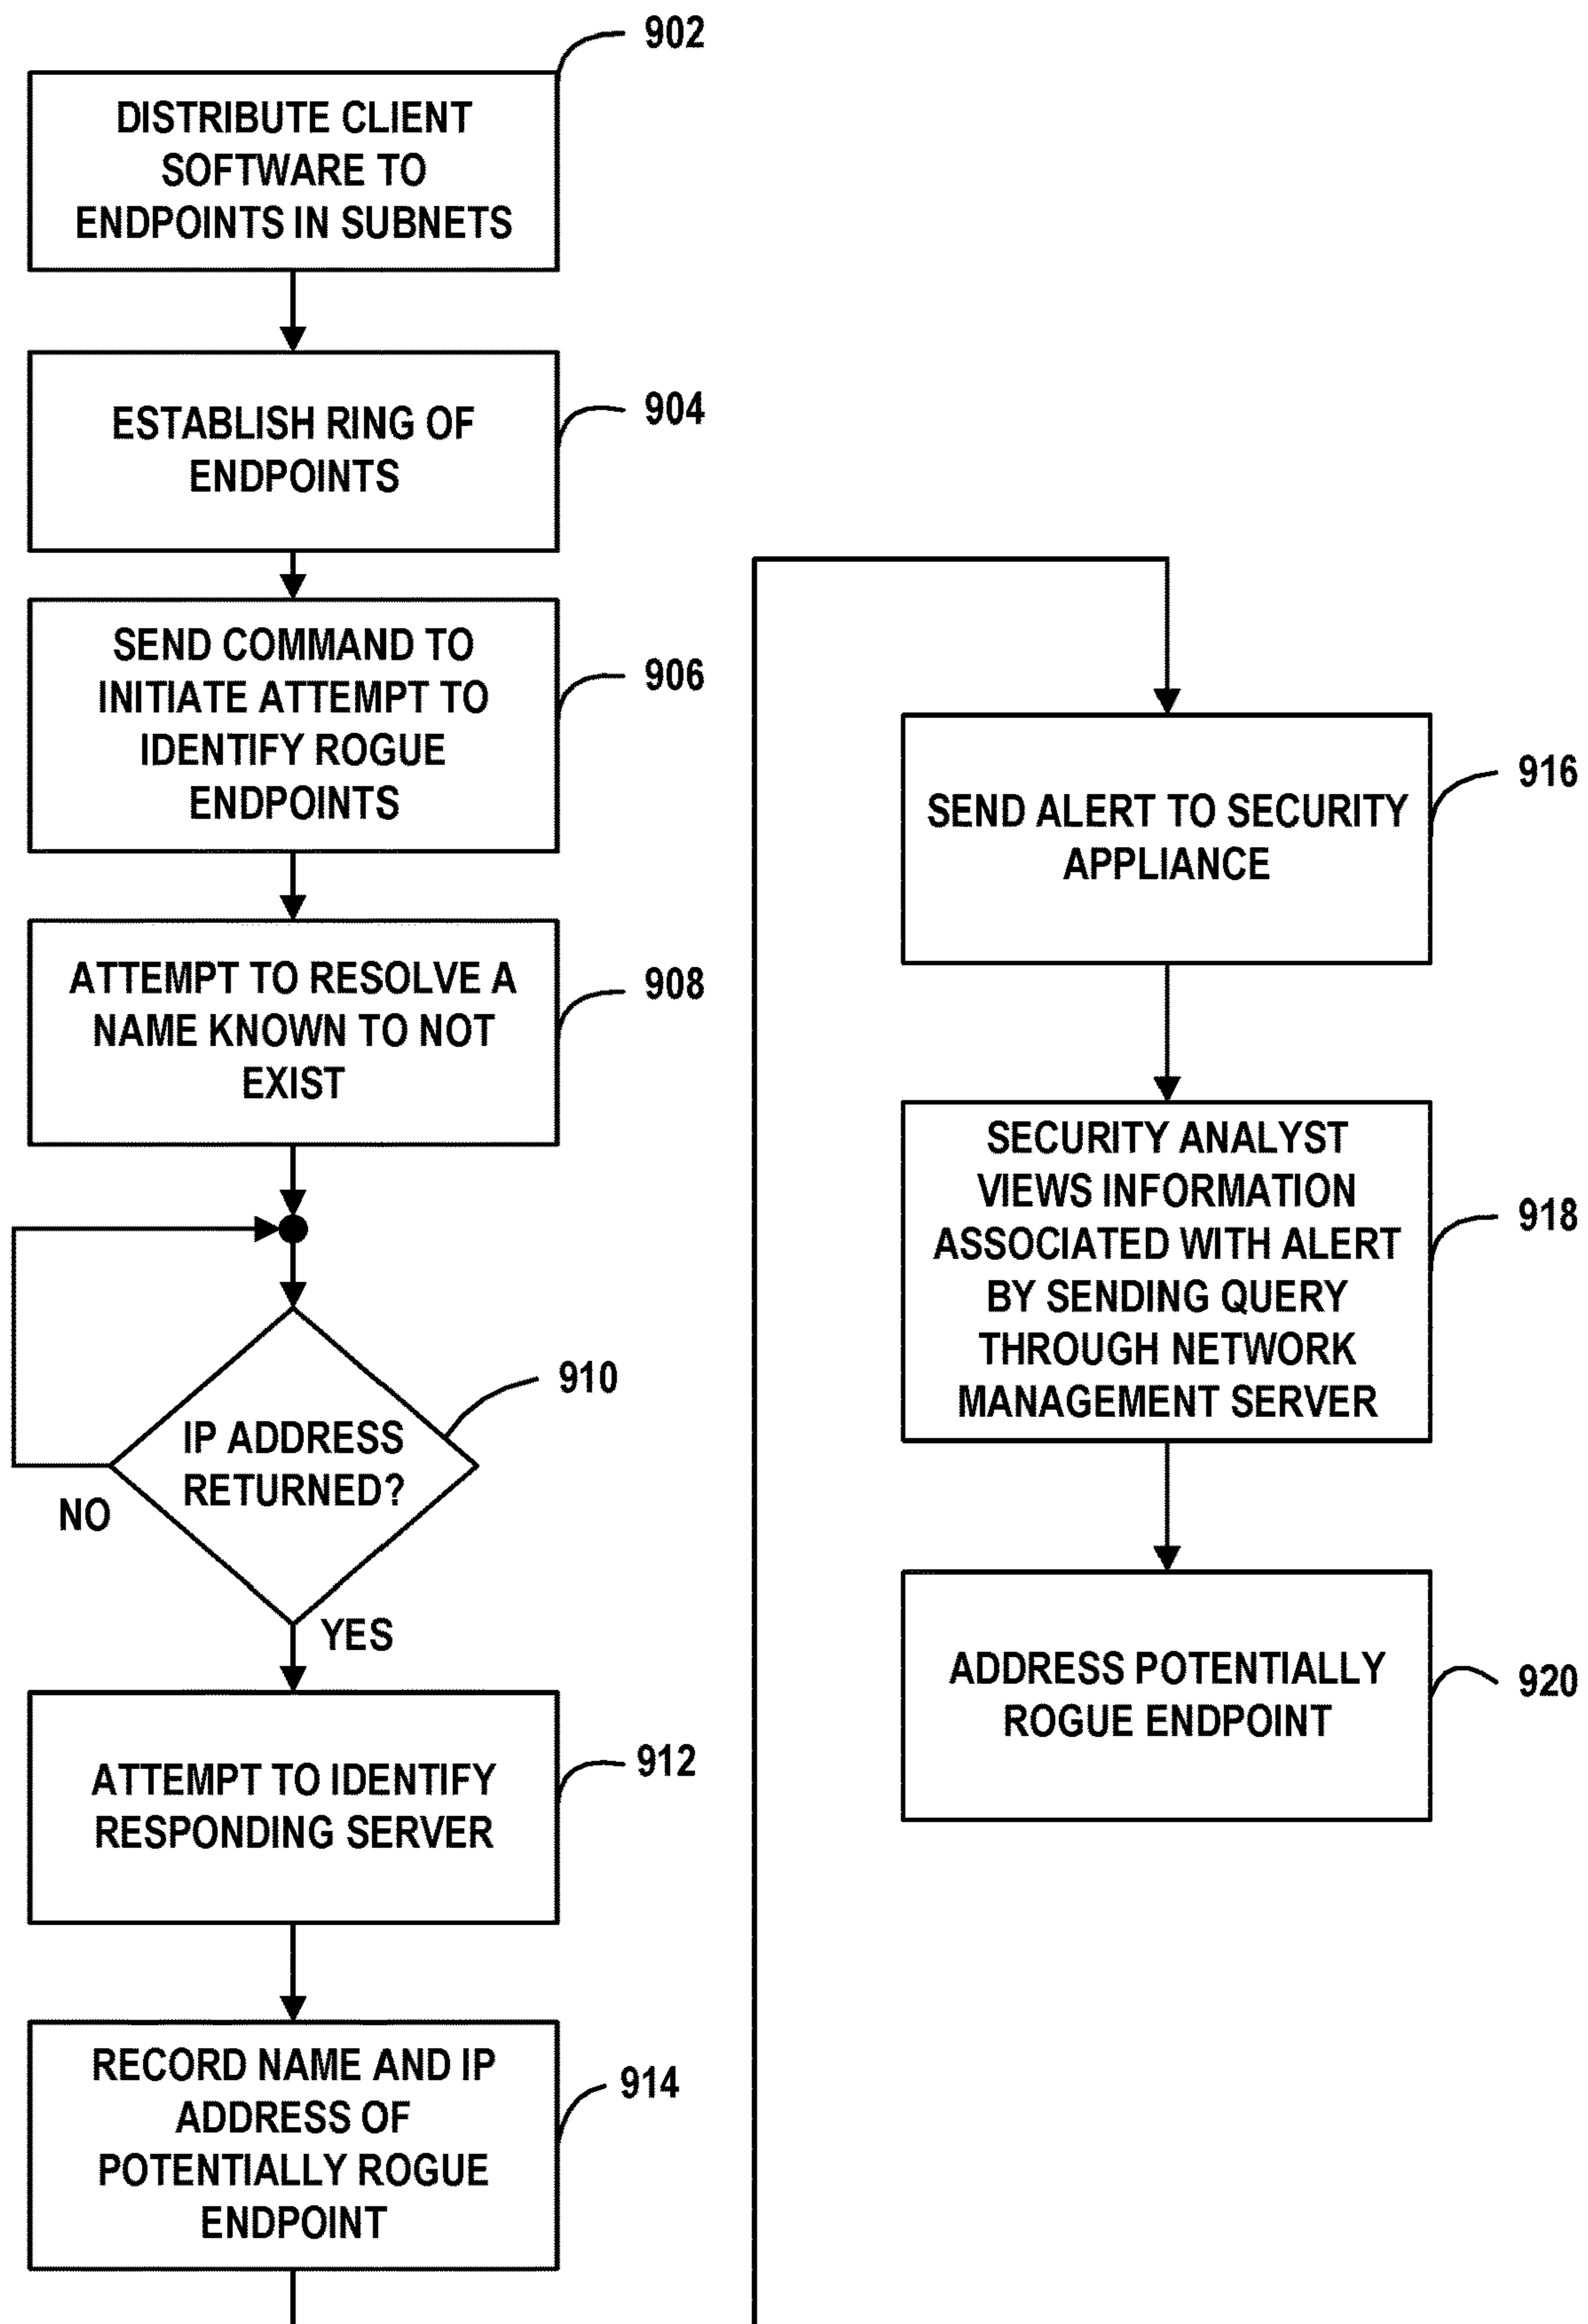 902
DISTRIBUTE CLIENT
SOFTWARE TO
ENDPOINTS IN SUBNETS
904
ESTABLISH RING OF
ENDPOINTS
906
SEND COMMAND TO
INITIATE ATTEMPT TO
IDENTIFY ROGUE
ENDPOINTS
908
ATTEMPT TO RESOLVE A
NAME KNOWN TO NOT
EXIST
910
IP ADDRESS
RETURNED?
NO
YES
912
ATTEMPT TO IDENTIFY
RESPONDING SERVER
914
RECORD NAME AND IP
ADDRESS OF
POTENTIALLY ROGUE
ENDPOINT
916
SEND ALERT TO SECURITY
APPLIANCE
918
SECURITY ANALYST
VIEWS INFORMATION
ASSOCIATED WITH ALERT
BY SENDING QUERY
THROUGH NETWORK
MANAGEMENT SERVER
920
ADDRESS POTENTIALLY
ROGUE ENDPOINT